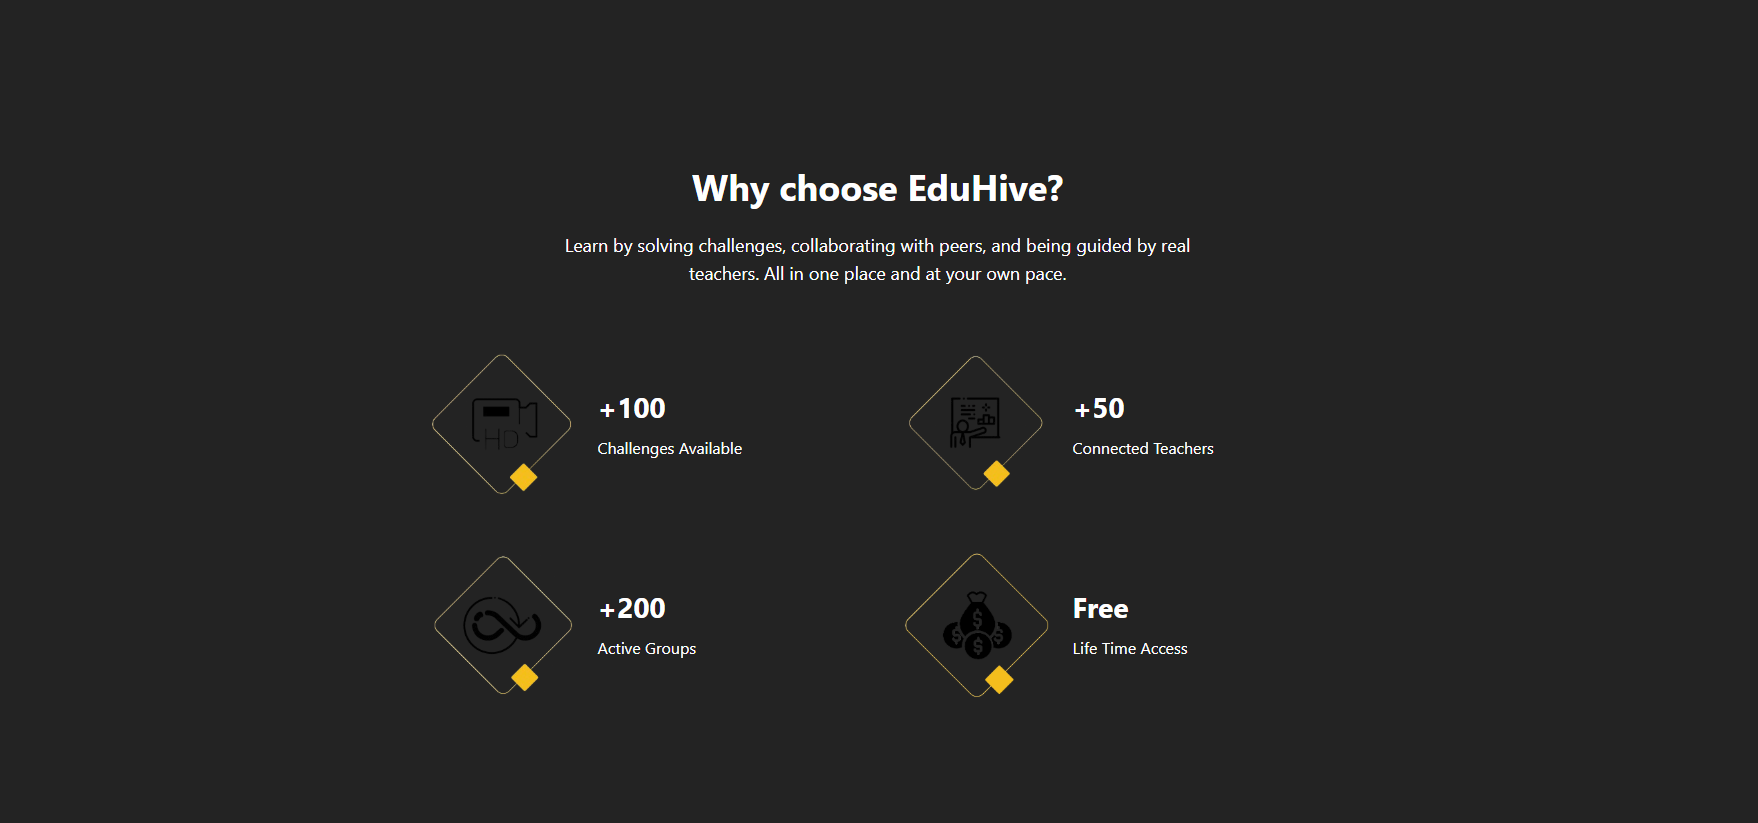 Why choose EduHive?
Learn by solving challenges, collaborating with peers, and being guided by real
teachers. All in one place and at your own pace.
HD
+100
Challenges Available
+50
Connected Teachers
+200
Active Groups
$
$ $
$
Free
Life Time Access